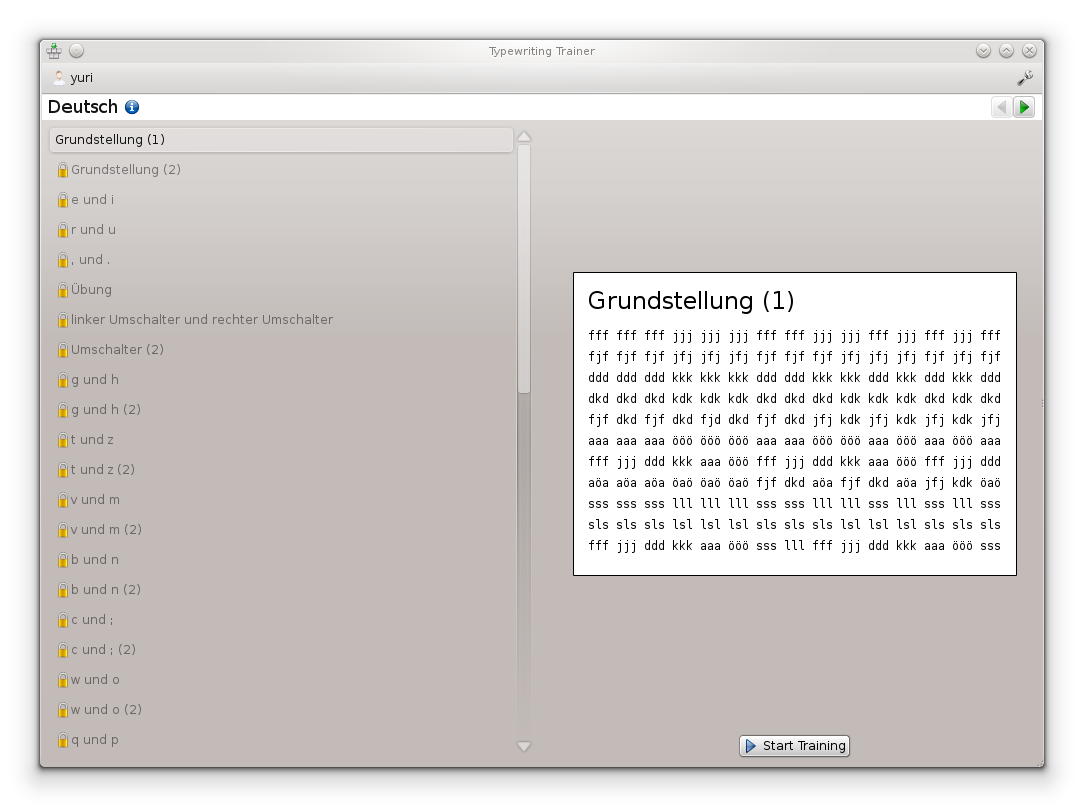 Typewriting Trainer
yuri
Deutsch
Grundstellung (1)
Grundstellung (2)
e und i
r und u
, und .
Übung
linker Umschalter und rechter Umschalter
Umschalter (2)
g und h
g und h (2)
t und z
t und z (2)
v und m
v und m (2)
b und n
b und n (2)
c und ;
c und ; (2)
w und o
w und o (2)
q und p
Grundstellung (1)
fff fff fff jjj jjj jjj fff fff jjj jjj fff jjj fff jjj fff
fjf fjf fjf jfj jfj jfj fjf fjf fjf jfj jfj jfj fjf fjf fjf
ddd ddd ddd kkk kkk kkk ddd ddd kkk kkk ddd kkk ddd kkk ddd
dkd dkd dkd kdk kdk kdk dkd dkd dkd kdk kdk kdk dkd kdk dkd
fjf dkd fjf dkd fjd dkd fjf dkd jfj kdk jfj kdk jfj kdk jfj
aaa aaa aaa ööö ööö ööö aaa aaa ööö ööö aaa ööö aaa ööö aaa
fff jjj ddd kkk aaa ööö fff jjj ddd kkk aaa ööö fff jjj ddd
aöa aöa aöa öaö öaö öaö fjf dkd aöa fjf dkd aöa jfj kdk öaö
sss sss sss lll lll lll sss sss lll lll sss lll sss lll sss
sls sls sls lsl lsl lsl sls sls sls lsl lsl lsl sls sls sls
fff jjj ddd kkk aaa ööö sss lll fff jjj ddd kkk aaa ööö sss
Start Training